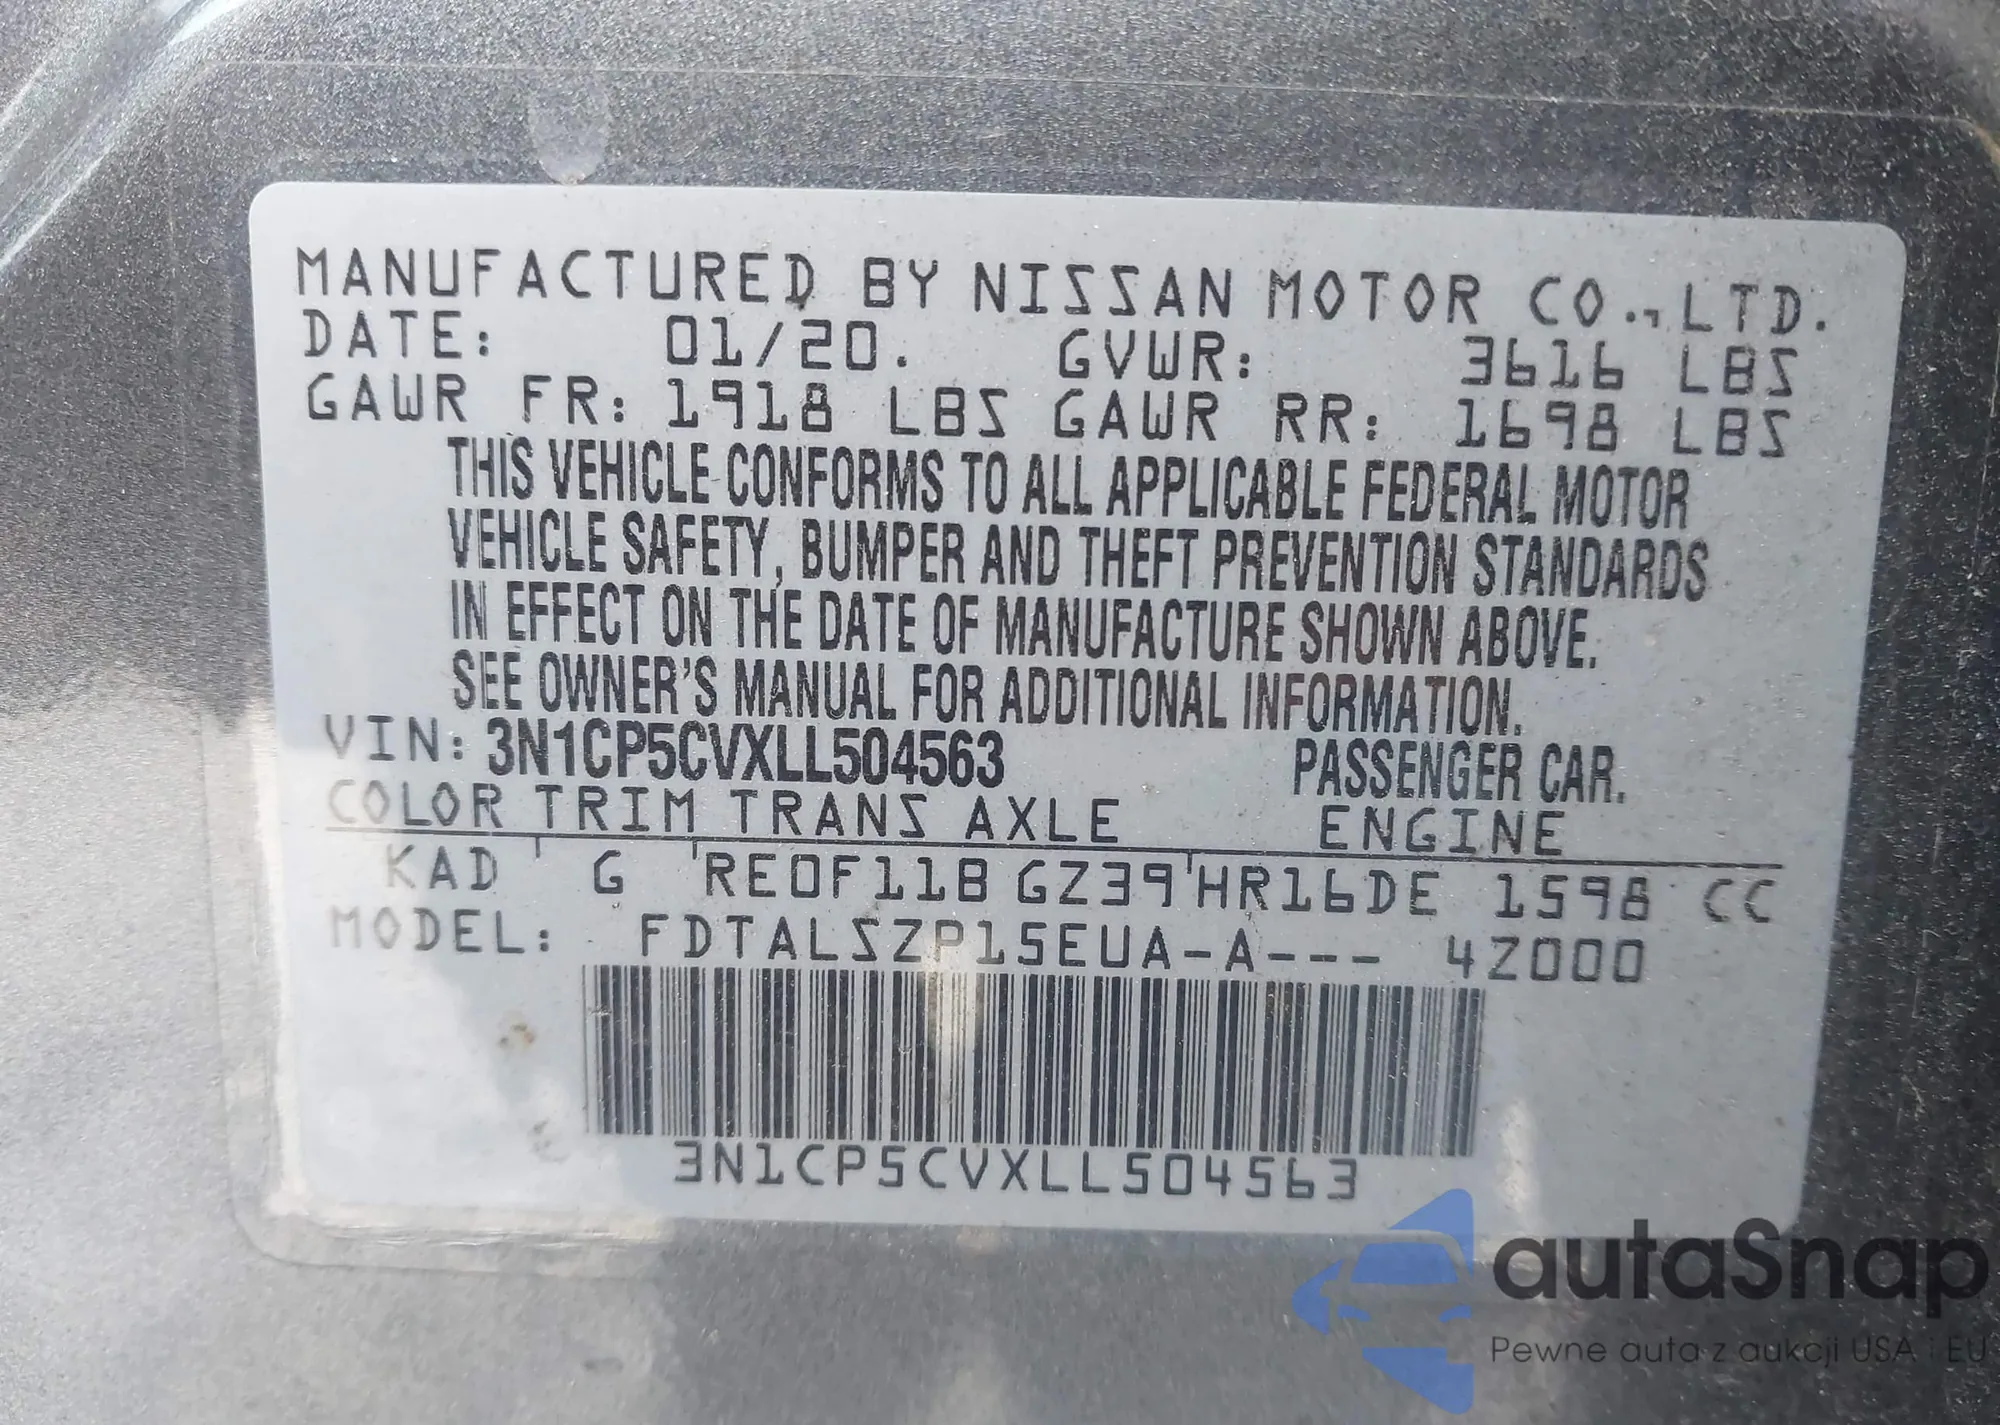 MANUFACTURED BY NISSAN MOTOR CO., LTD.
DATE: 01/20. GVWR: 3616 LBS
GAWR FR: 1918 LBS GAWR RR: 1698 LBS
THIS VEHICLE CONFORMS TO ALL APPLICABLE FEDERAL MOTOR
VEHICLE SAFETY, BUMPER AND THEFT PREVENTION STANDARDS
IN EFFECT ON THE DATE OF MANUFACTURE SHOWN ABOVE.
SEE OWNER'S MANUAL FOR ADDITIONAL INFORMATION.
VIN: 3N1CP5CVXLL504563 PASSENGER CAR.
COLOR TRIM TRANS AXLE ENGINE
KAD G RE0F11B GZ39 HR16DE 1598 CC
MODEL: FDTALSZP15EUA-A--- 4Z000
3N1CP5CVXLL504563
autaSnap
Pewne auta z aukcji USA i EU